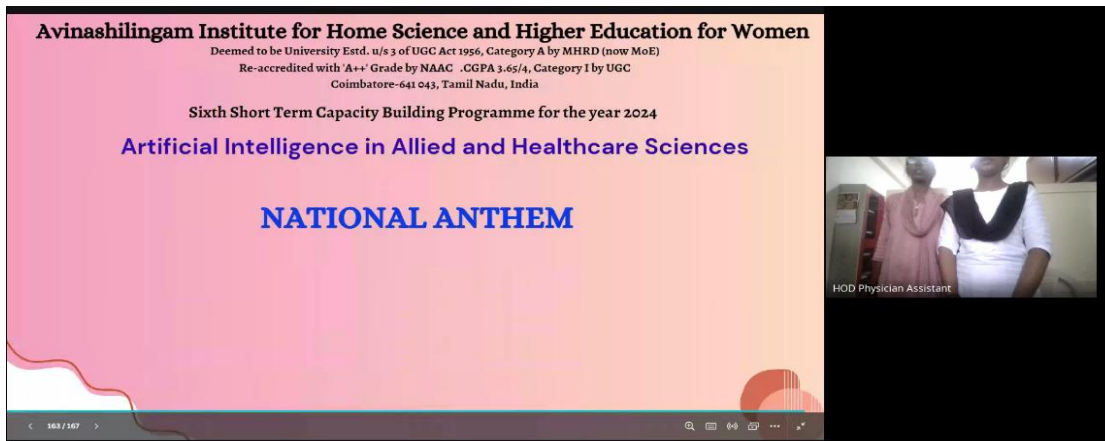 Avinashilingam Institute for Home Science and Higher Education for Women
Deemed to be University Estd. u/s 3 of UGC Act 1956, Category A by MHRD (now MoE)
Re-accredited with 'A++' Grade by NAAC .CGPA 3.65/4, Category I by UGC
Coimbatore-641 043, Tamil Nadu, India
Sixth Short Term Capacity Building Programme for the year 2024
Artificial Intelligence in Allied and Healthcare Sciences
NATIONAL ANTHEM
HOD Physician Assistant
163 / 167